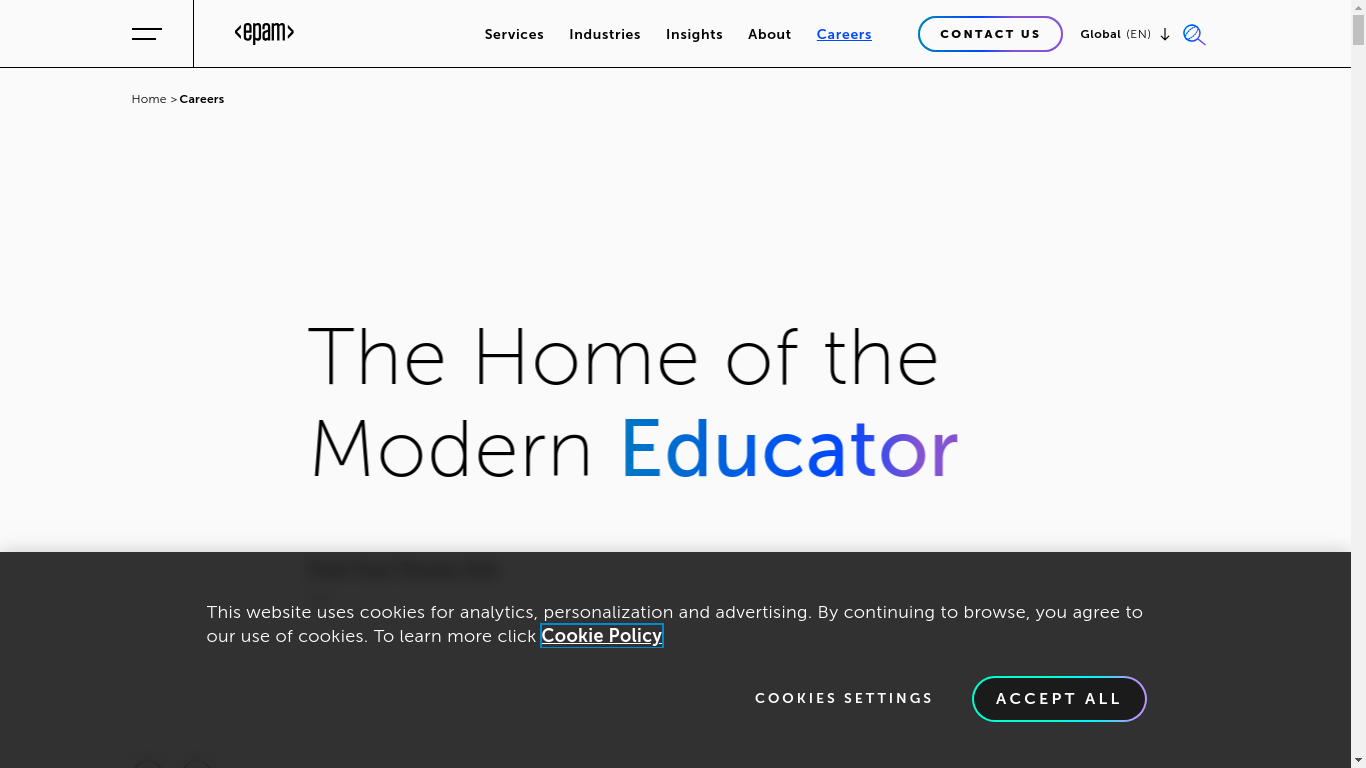 <epam>
Services Industries Insights About Careers CONTACT US Global (EN)
Home > Careers
The Home of the
Modern Educator
This website uses cookies for analytics, personalization and advertising. By continuing to browse, you agree to
our use of cookies. To learn more click Cookie Policy
COOKIES SETTINGS ACCEPT ALL